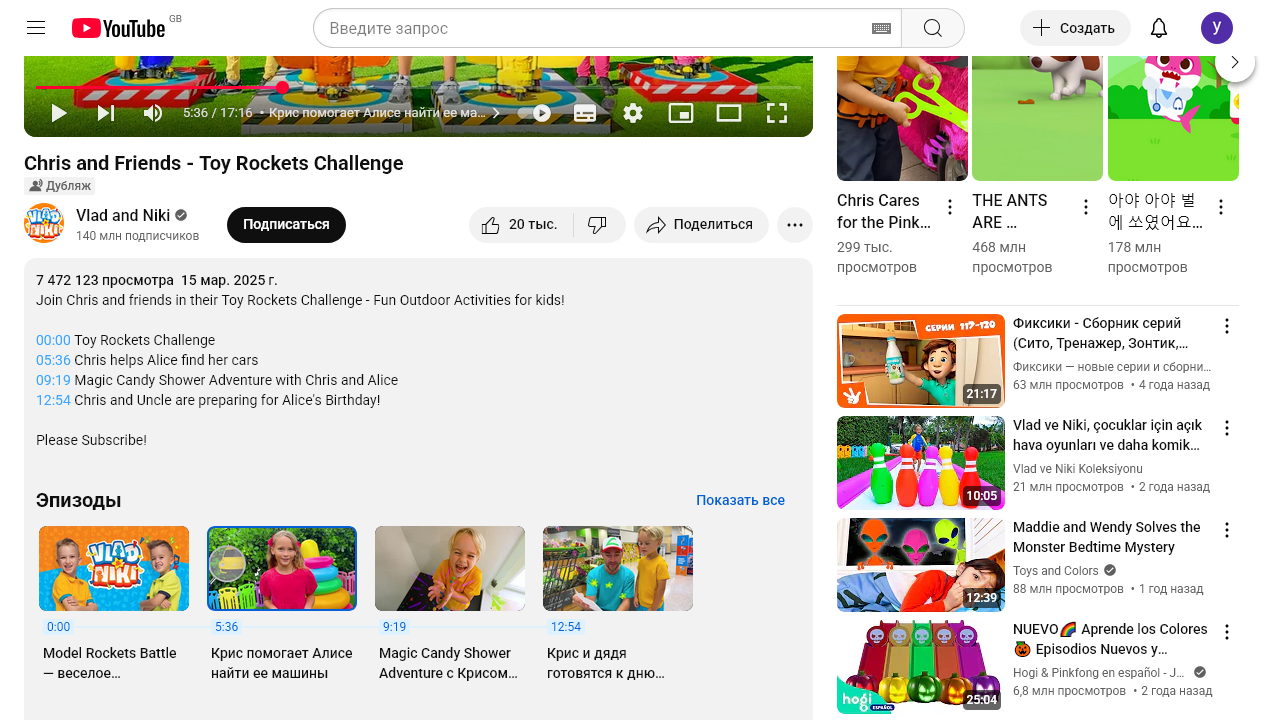 YouTube GB
Введите запрос
Создать
У
5:36 / 17:16 • Крис помогает Алисе найти ее ма...
Chris and Friends - Toy Rockets Challenge
Дубляж
Vlad and Niki
140 млн подписчиков
Подписаться
20 тыс.
Поделиться
7 472 123 просмотра 15 мар. 2025 г.
Join Chris and friends in their Toy Rockets Challenge - Fun Outdoor Activities for kids!
00:00 Toy Rockets Challenge
05:36 Chris helps Alice find her cars
09:19 Magic Candy Shower Adventure with Chris and Alice
12:54 Chris and Uncle are preparing for Alice's Birthday!
Please Subscribe!
Эпизоды
Показать все
VLAD
NIKI
0:00
5:36
9:19
12:54
Model Rockets Battle
— веселое...
Крис помогает Алисе
найти ее машины
Magic Candy Shower
Adventure с Крисом...
Крис и дядя
готовятся к дню...
Chris Cares
for the Pink...
299 тыс.
просмотров
THE ANTS
ARE ...
468 млн
просмотров
아야 아야 벌
에 쏘였어요...
178 млн
просмотров
СЕРИИ 117-120
21:17
Фиксики - Сборник серий
(Сито, Тренажер, Зонтик,...
Фиксики — новые серии и сборни...
63 млн просмотров • 4 года назад
10:05
Vlad ve Niki, çocuklar için açık
hava oyunları ve daha komik...
Vlad ve Niki Koleksiyonu
21 млн просмотров • 2 года назад
12:39
Maddie and Wendy Solves the
Monster Bedtime Mystery
Toys and Colors
88 млн просмотров • 1 год назад
hogi
ESPAÑOL
25:04
NUEVO🌈 Aprende los Colores
🎃 Episodios Nuevos y...
Hogi & Pinkfong en español - J...
6,8 млн просмотров • 2 года назад